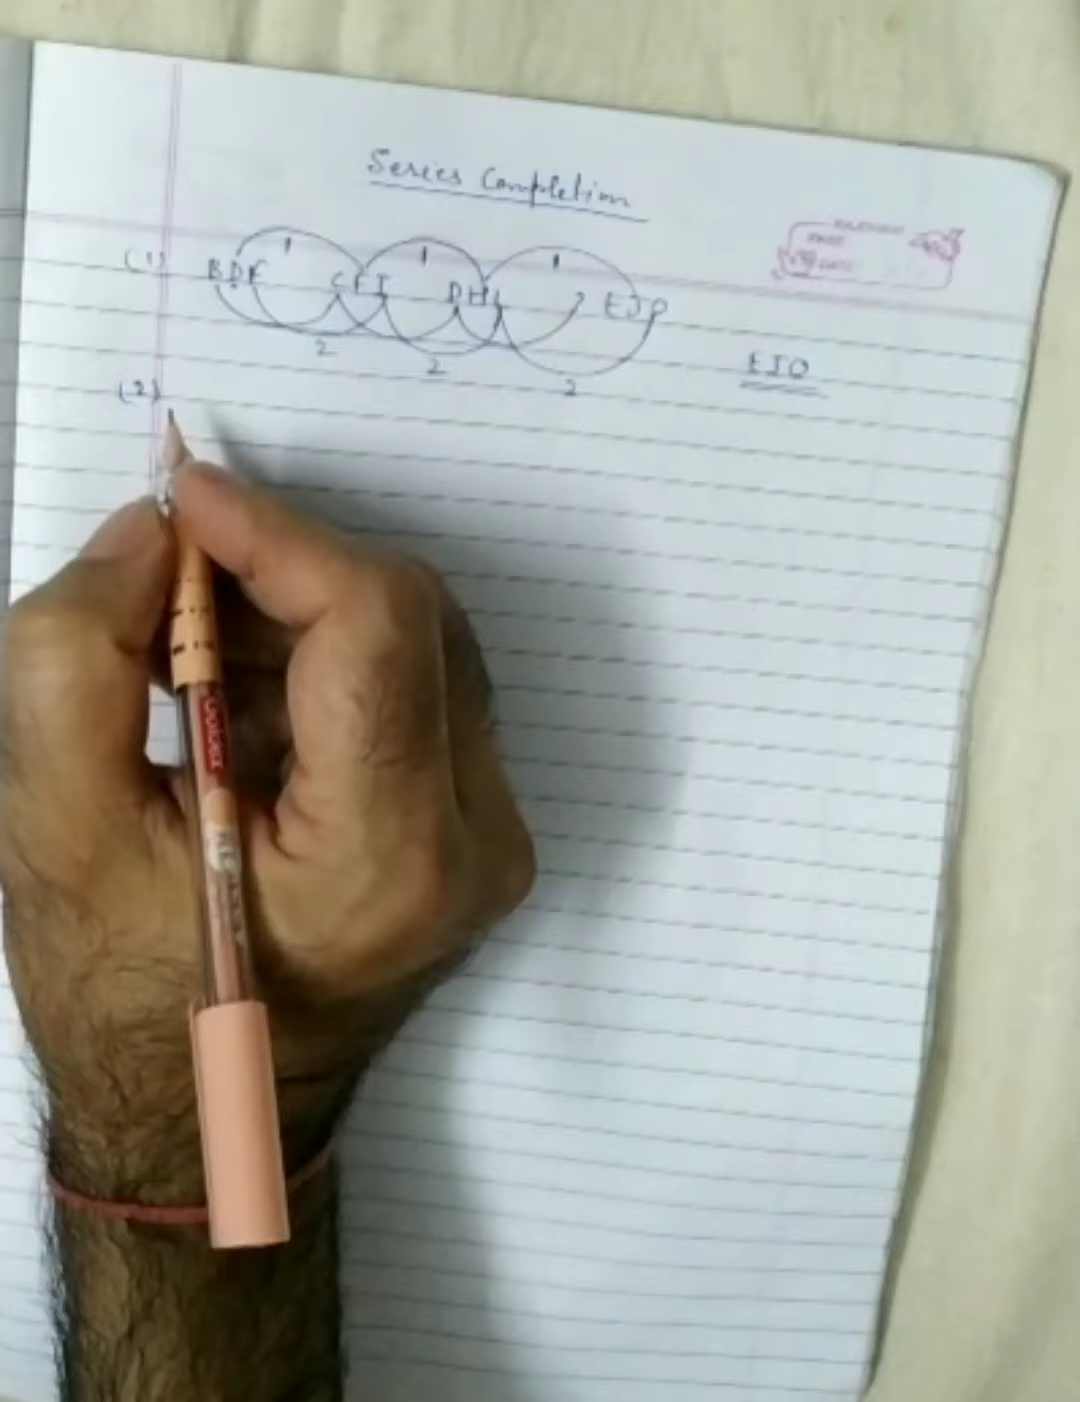 Series Completion
1 1 1
(1) BDF CFI DHL ? EJO
2 2 2
EJO
(2)